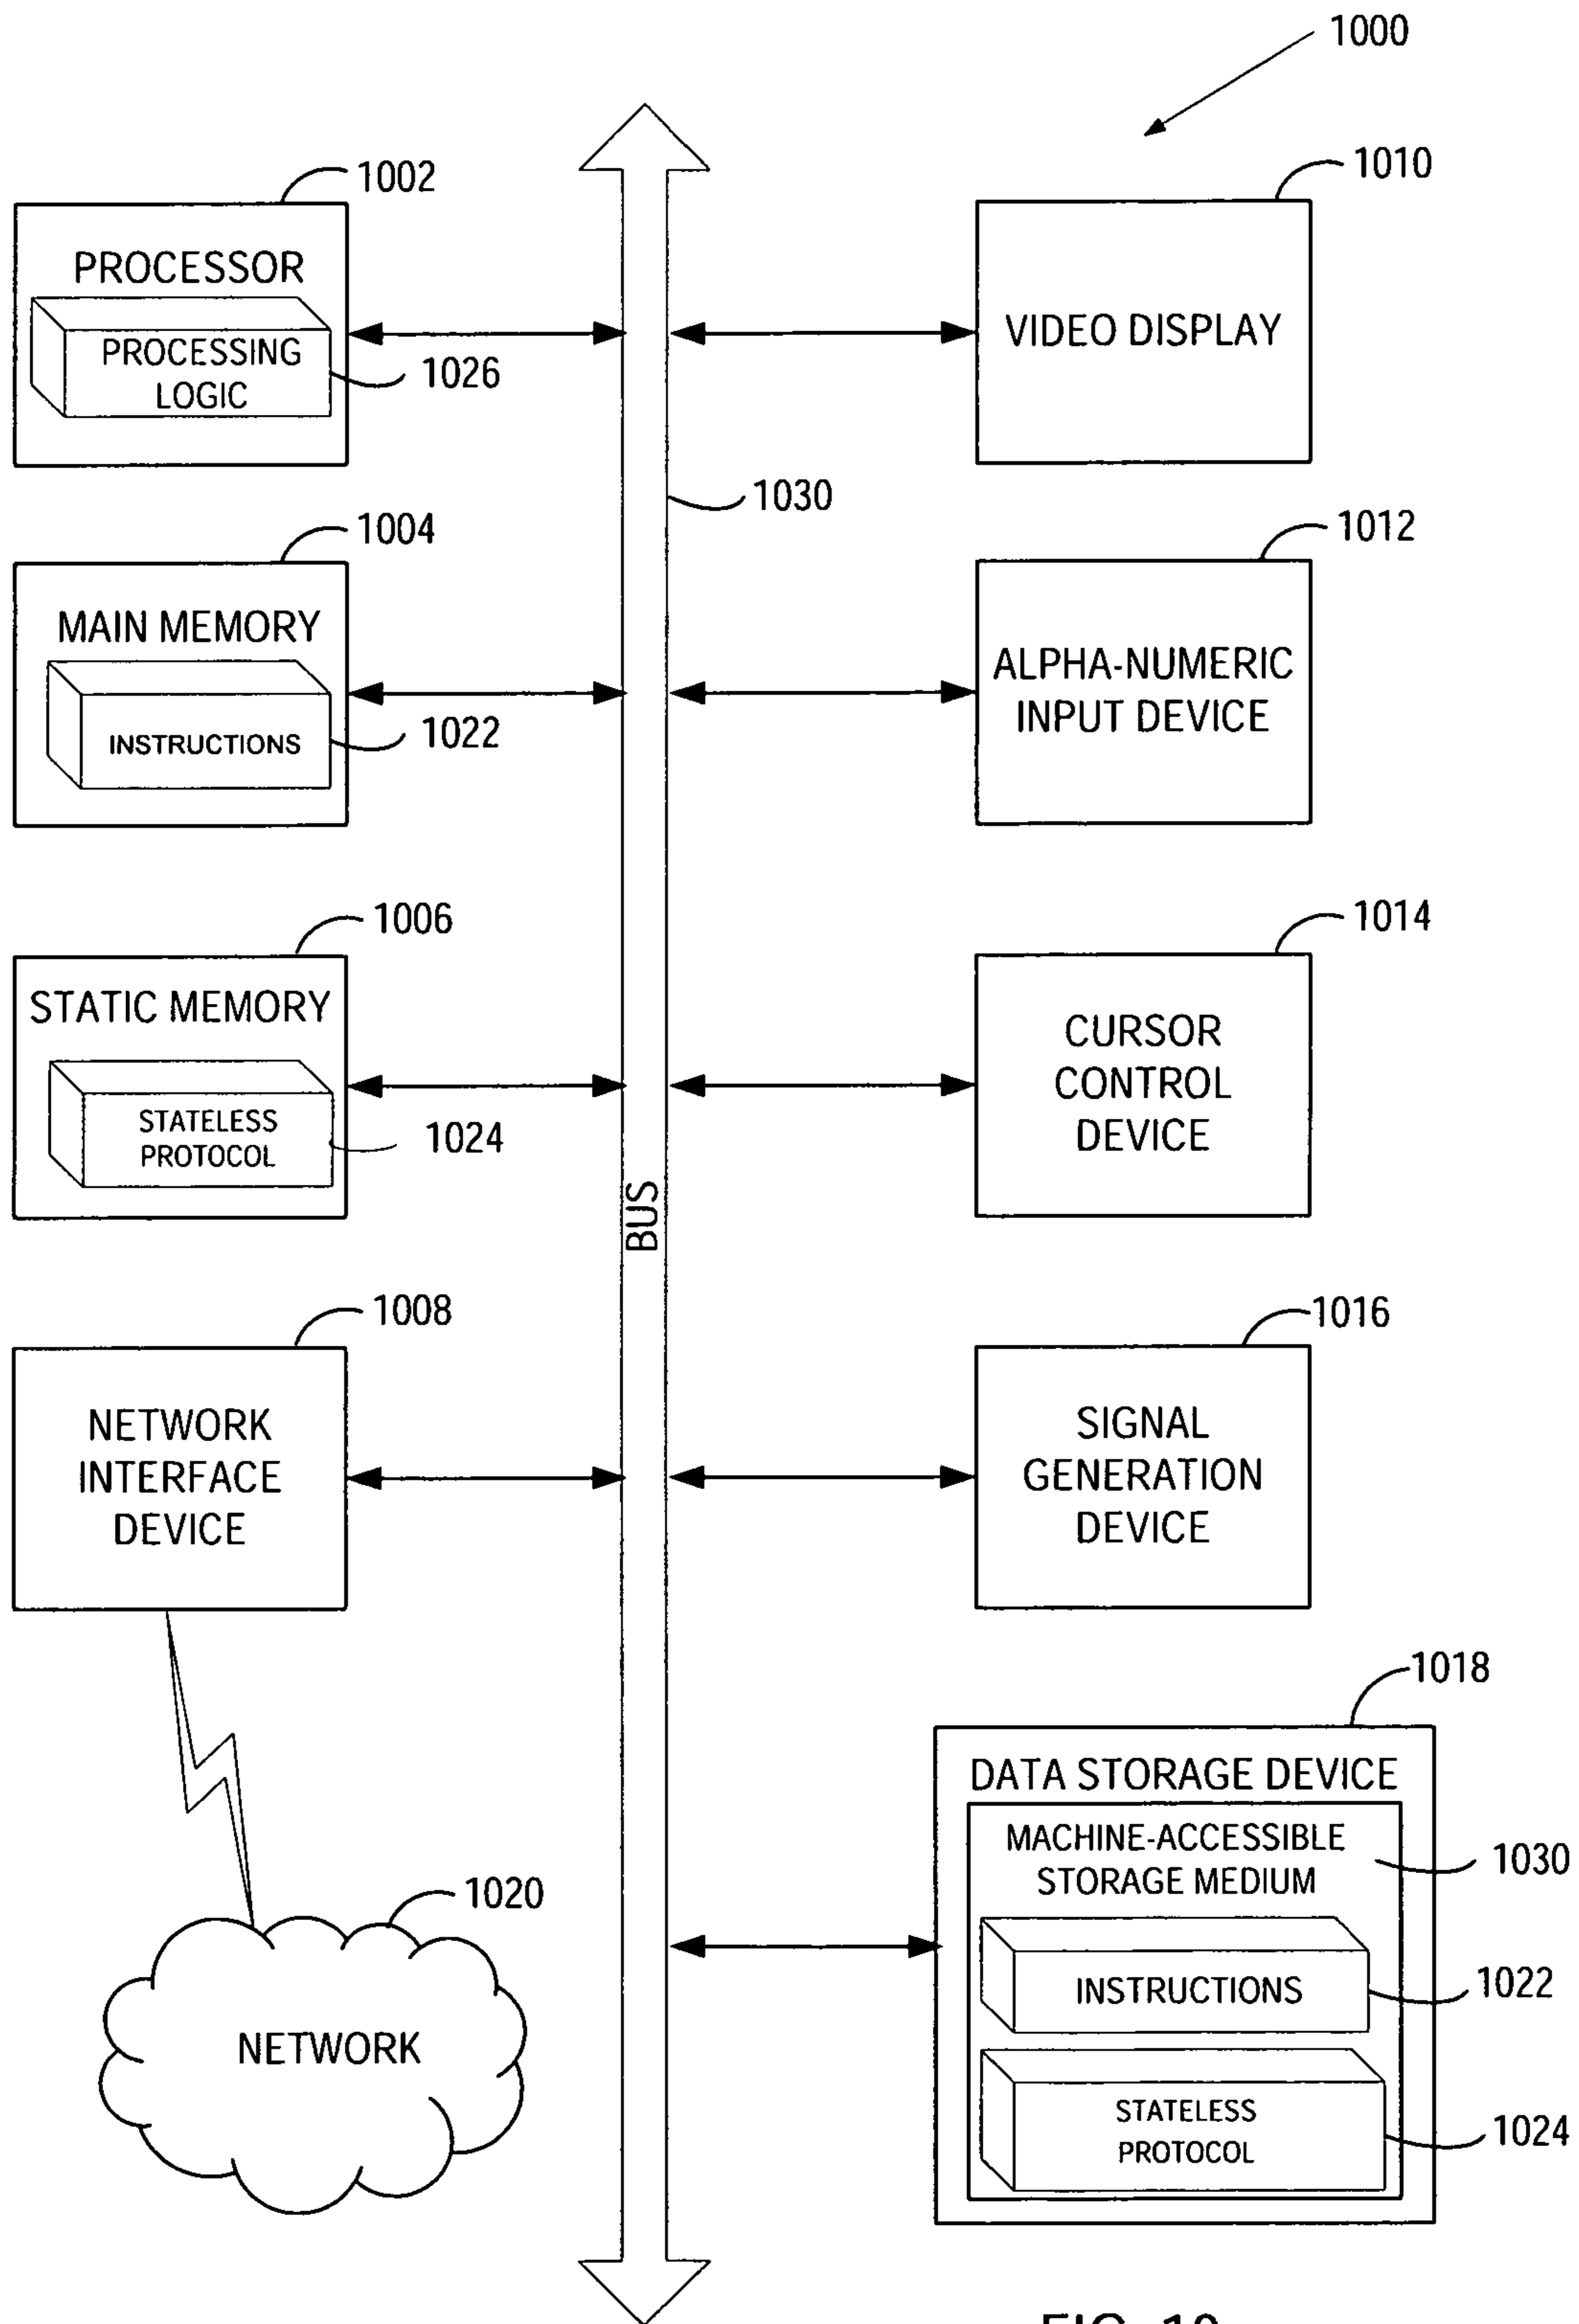 1000
1002
PROCESSOR
PROCESSING
LOGIC
1026
1010
VIDEO DISPLAY
1030
1004
MAIN MEMORY
INSTRUCTIONS
1022
1012
ALPHA-NUMERIC
INPUT DEVICE
1006
STATIC MEMORY
STATELESS
PROTOCOL
1024
1014
CURSOR
CONTROL
DEVICE
BUS
1008
NETWORK
INTERFACE
DEVICE
1016
SIGNAL
GENERATION
DEVICE
1020
NETWORK
1018
DATA STORAGE DEVICE
MACHINE-ACCESSIBLE
STORAGE MEDIUM
1030
INSTRUCTIONS
1022
STATELESS
PROTOCOL
1024